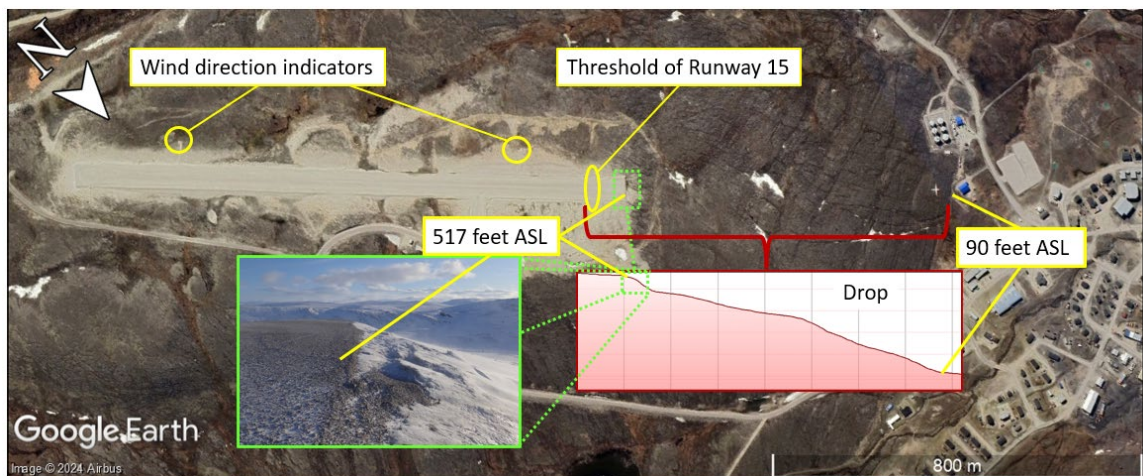 N
Wind direction indicators
Threshold of Runway 15
517 feet ASL
90 feet ASL
Drop
Google Earth
Image © 2024 Airbus
800 m